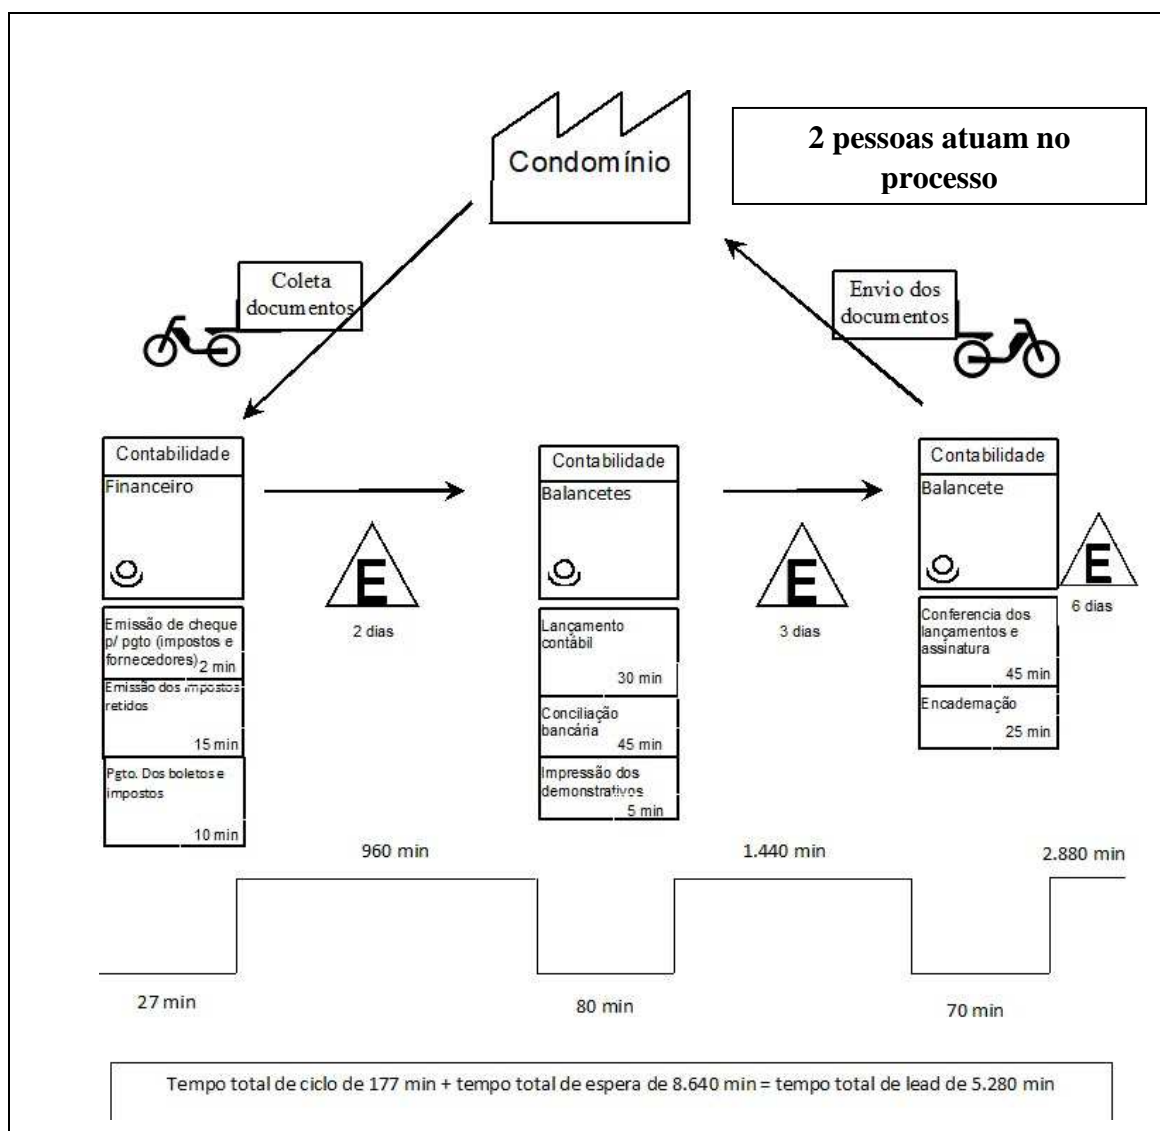 2 pessoas atuam no
processo
Condomínio
Coleta
documentos
Envio dos
documentos
Contabilidade
Financeiro
Contabilidade
Balancetes
Contabilidade
Balancete
E
2 dias
E
3 dias
E
6 dias
Emissão de cheque
p/ pgto (impostos e
fornecedores) 2 min
Emissão dos impostos
retidos
15 min
Pgto. Dos boletos e
impostos
10 min
Lançamento
contábil
30 min
Conciliação
bancária
45 min
Impressão dos
demonstrativos
5 min
Conferencia dos
lançamentos e
assinatura
45 min
Encadernação
25 min
960 min
1.440 min
2.880 min
27 min
80 min
70 min
Tempo total de ciclo de 177 min + tempo total de espera de 8.640 min = tempo total de lead de 5.280 min